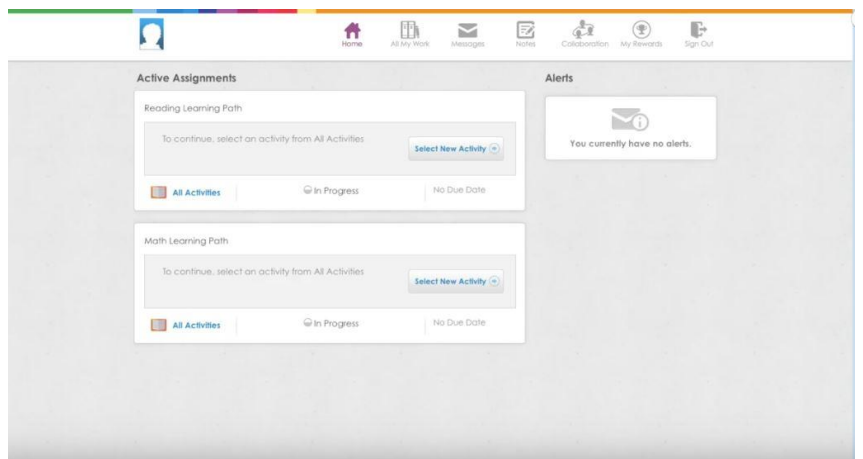 Home
All My Work
Messages
Notes
Collaboration
My Rewards
Sign Out
Active Assignments
Reading Learning Path
To continue, select an activity from All Activities
Select New Activity
All Activities
In Progress
No Due Date
Math Learning Path
To continue, select an activity from All Activities
Select New Activity
All Activities
In Progress
No Due Date
Alerts
You currently have no alerts.